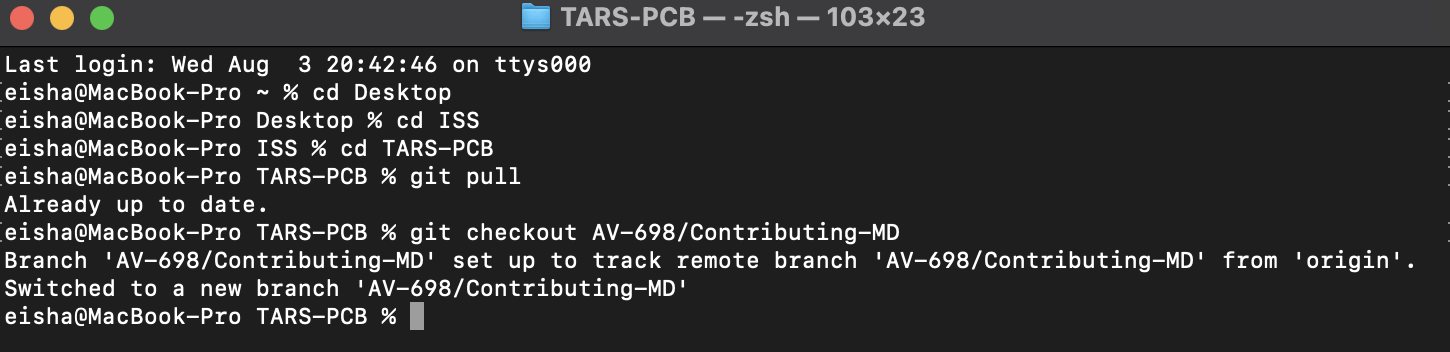 TARS-PCB — -zsh — 103×23
Last login: Wed Aug  3 20:42:46 on ttys000
eisha@MacBook-Pro ~ % cd Desktop
eisha@MacBook-Pro Desktop % cd ISS
eisha@MacBook-Pro ISS % cd TARS-PCB
eisha@MacBook-Pro TARS-PCB % git pull
Already up to date.
eisha@MacBook-Pro TARS-PCB % git checkout AV-698/Contributing-MD
Branch 'AV-698/Contributing-MD' set up to track remote branch 'AV-698/Contributing-MD' from 'origin'.
Switched to a new branch 'AV-698/Contributing-MD'
eisha@MacBook-Pro TARS-PCB %